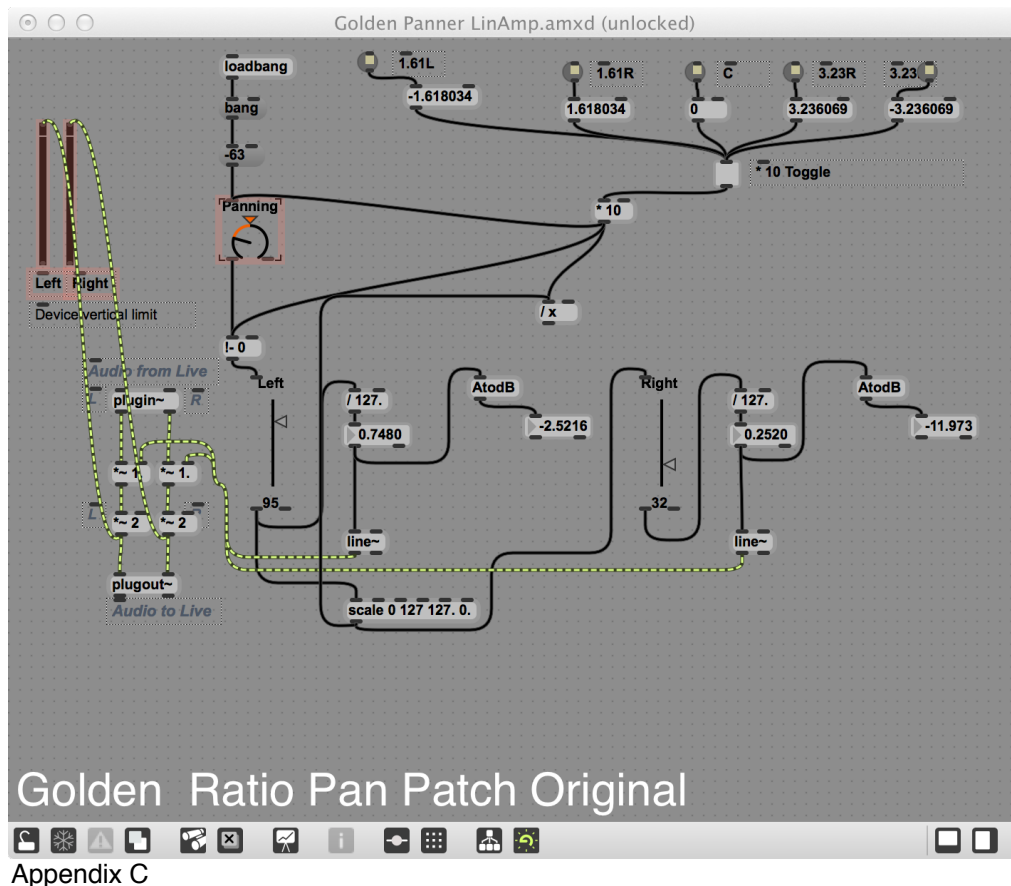 Golden Panner LinAmp.amxd (unlocked)
loadbang
1.61L
1.61R
C
3.23R
3.23
-1.618034
1.618034
0
3.236069
-3.236069
bang
-63
* 10 Toggle
Panning
* 10
Left Right
Device vertical limit
/ x
!- 0
Audio from Live
Left
Right
AtodB
AtodB
L plugin~ R
/ 127.
/ 127.
-2.5216
-11.973
0.7480
0.2520
*~ 1. *~ 1.
95
32
L *~ 2 *~ 2
line~
line~
plugout~
Audio to Live
scale 0 127 127. 0.
Golden Ratio Pan Patch Original
Appendix C